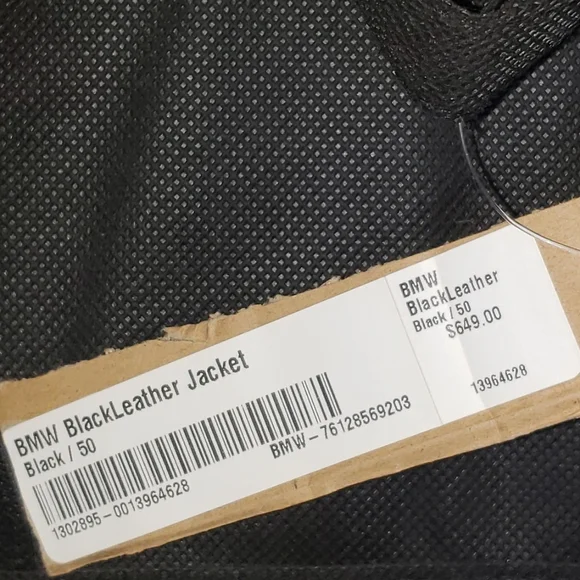 BMW BlackLeather Jacket
Black / 50
1302895-0013964628
BMW-76128569203
BMW
BlackLeather
Black / 50
$649.00
13964628